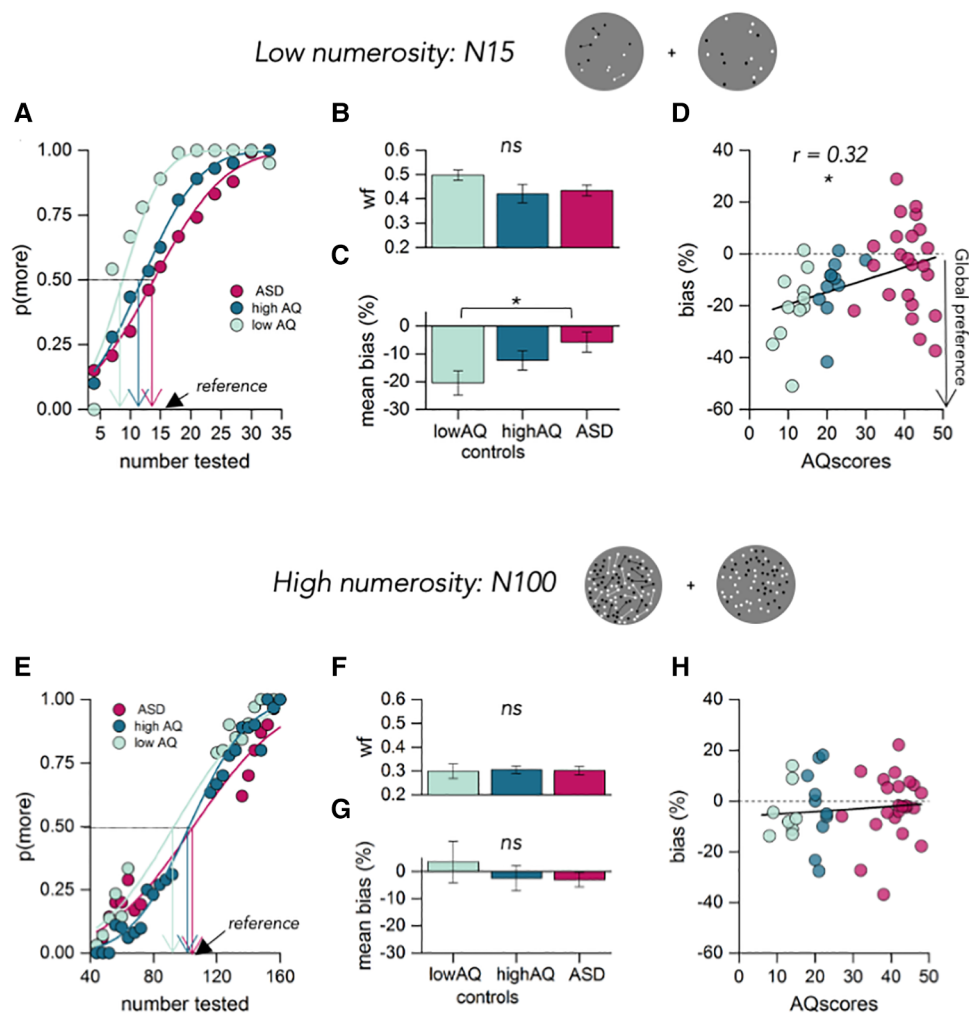 Low numerosity: N15
+
A
p(more)
1.00
0.75
0.50
0.25
0.00
ASD
high AQ
low AQ
reference
5 10 15 20 25 30 35
number tested
B
wf
0.6
0.5
0.4
0.3
0.2
ns
C
mean bias (%)
0
-10
-20
-30
*
lowAQ highAQ ASD
controls
D
r = 0.32
*
bias (%)
40
20
0
-20
-40
-60
Global preference
0 10 20 30 40 50
AQscores
High numerosity: N100
+
E
p(more)
1.00
0.75
0.50
0.25
0.00
ASD
high AQ
low AQ
reference
40 80 120 160
number tested
F
wf
0.6
0.5
0.4
0.3
0.2
ns
G
mean bias (%)
ns
0
-10
-20
-30
lowAQ highAQ ASD
controls
H
bias (%)
40
20
0
-20
-40
-60
0 10 20 30 40 50
AQscores